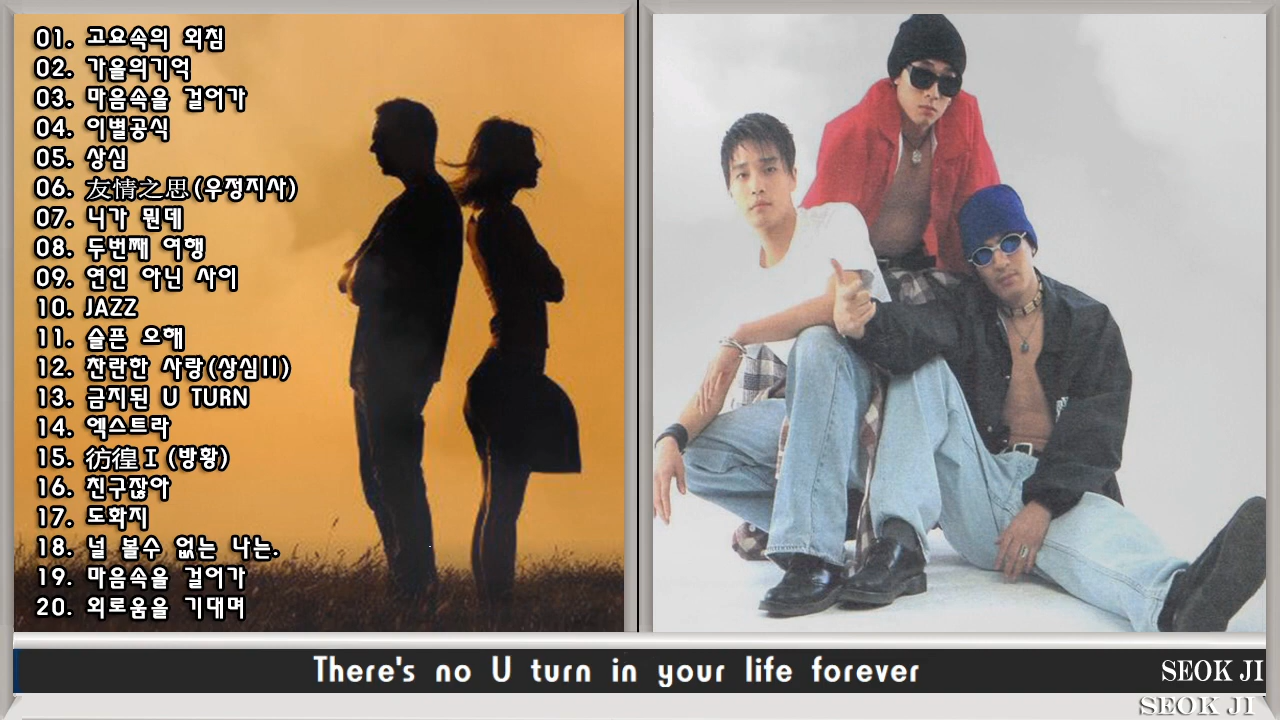 01. 고요속의 외침
02. 가을의기억
03. 마음속을 걸어가
04. 이별공식
05. 상심
06. 友情之思(우정지사)
07. 니가 뭔데
08. 두번째 여행
09. 연인 아닌 사이
10. JAZZ
11. 슬픈 오해
12. 찬란한 사랑(상심II)
13. 금지된 U TURN
14. 엑스트라
15. 彷徨 I (방황)
16. 친구잖아
17. 도화지
18. 널 볼수 없는 나는.
19. 마음속을 걸어가
20. 외로움을 기대며
There's no U turn in your life forever
SEOK JI
SEOK JI